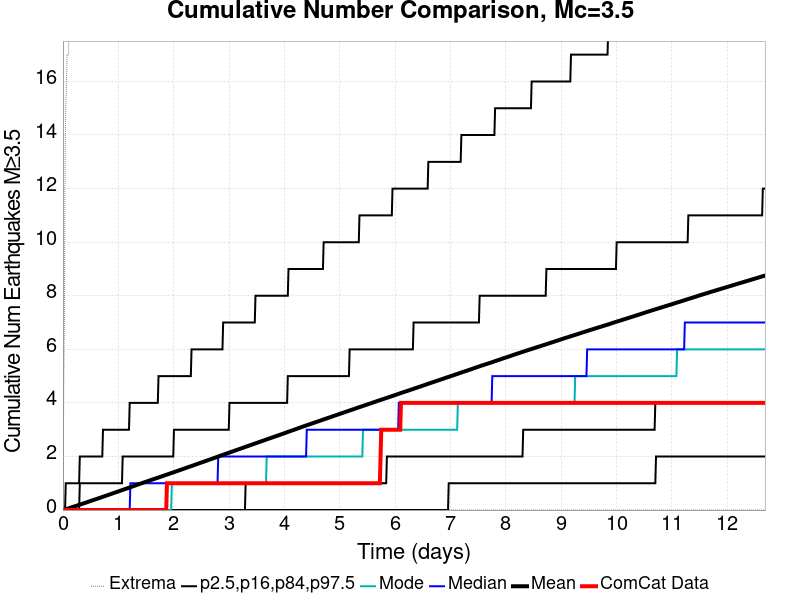 Cumulative Number Comparison, Mc=3.5
Cumulative Num Earthquakes M≥3.5
16
14
12
10
8
6
4
2
0
0 1 2 3 4 5 6 7 8 9 10 11 12
Time (days)
Extrema p2.5,p16,p84,p97.5 Mode Median Mean ComCat Data